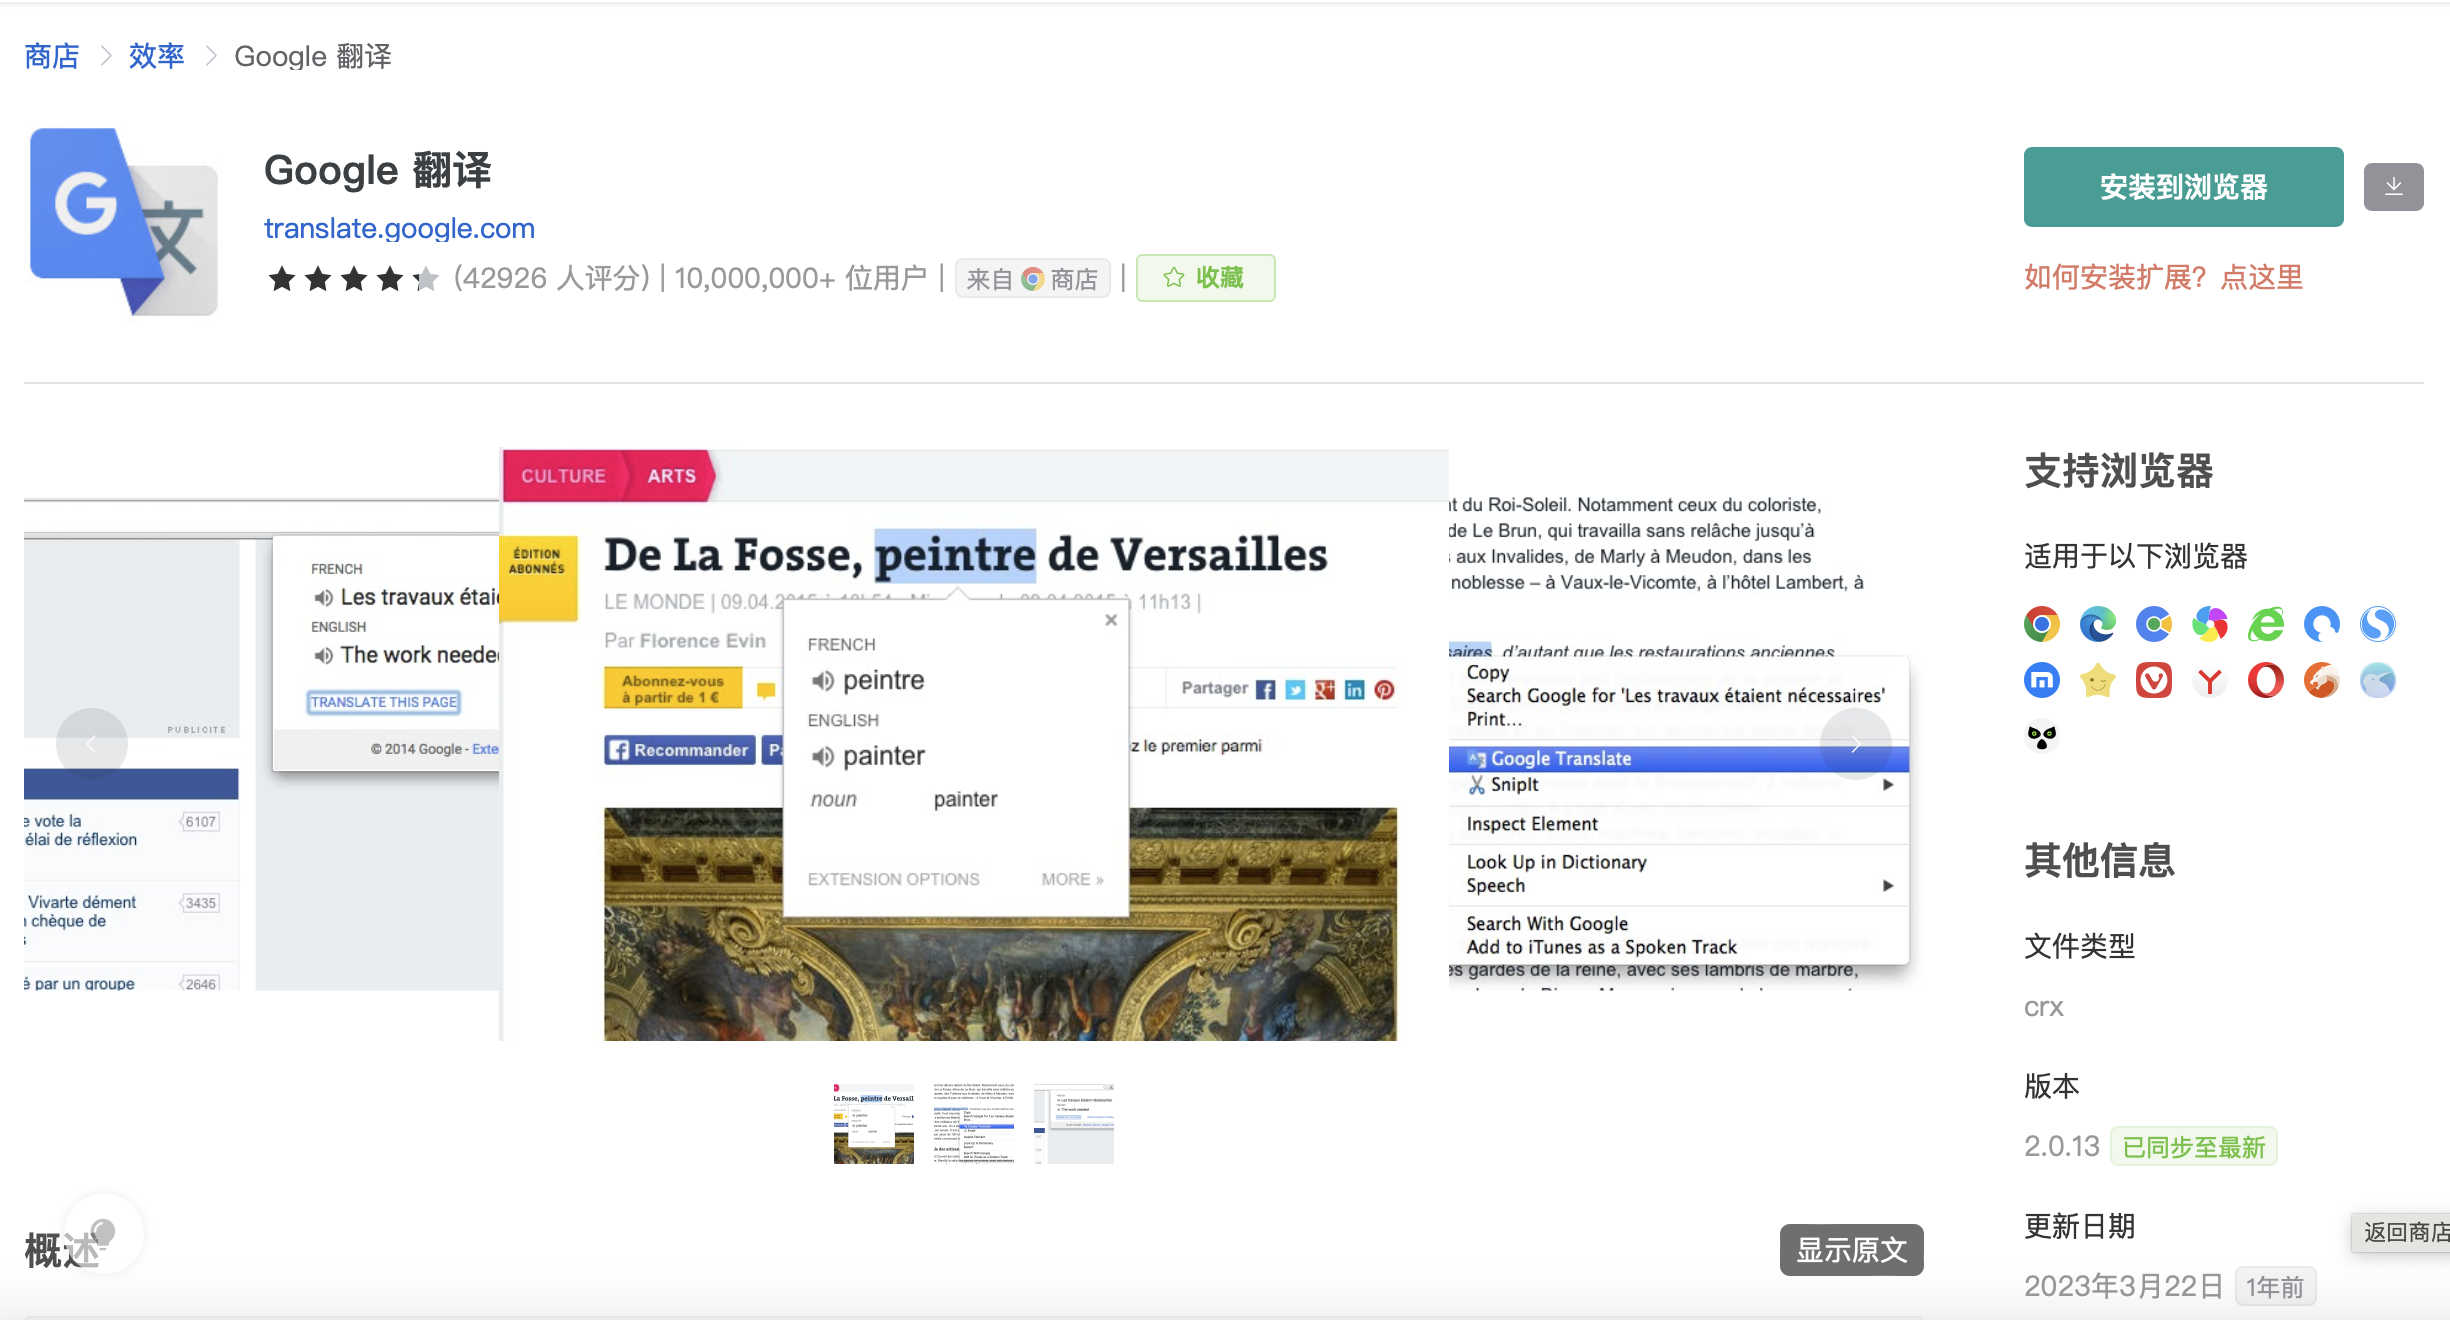 商店 > 效率 > Google 翻译
Google 翻译
translate.google.com
(42926 人评分) | 10,000,000+ 位用户 | 来自 商店 | 收藏
安装到浏览器
如何安装扩展？点这里
FRENCH
Les travaux étaie
ENGLISH
The work neede
TRANSLATE THIS PAGE
© 2014 Google - Exte
PUBLICITE
e vote la
élai de réflexion
6107
Vivarte dément
chèque de
3435
é par un groupe
2646
CULTURE
ARTS
ÉDITION
ABONNÉS
De La Fosse, peintre de Versailles
LE MONDE | 09.04.2015 à 11h13 |
Par Florence Evin
Abonnez-vous
à partir de 1 €
Partager
Recommander
z le premier parmi
FRENCH
peintre
ENGLISH
painter
noun painter
EXTENSION OPTIONS
MORE »
t du Roi-Soleil. Notamment ceux du coloriste,
de Le Brun, qui travailla sans relâche jusqu'à
aux Invalides, de Marly à Meudon, dans les
noblesse – à Vaux-le-Vicomte, à l'hôtel Lambert, à
saires, d'autant que les restaurations anciennes
Copy
Search Google for 'Les travaux étaient nécessaires'
Print...
Google Translate
SnipIt
Inspect Element
Look Up in Dictionary
Speech
Search With Google
Add to iTunes as a Spoken Track
es gardes de la reine, avec ses lambris de marbre,
支持浏览器
适用于以下浏览器
其他信息
文件类型
crx
版本
2.0.13 已同步至最新
更新日期
2023年3月22日 1年前
概述
显示原文
返回商店